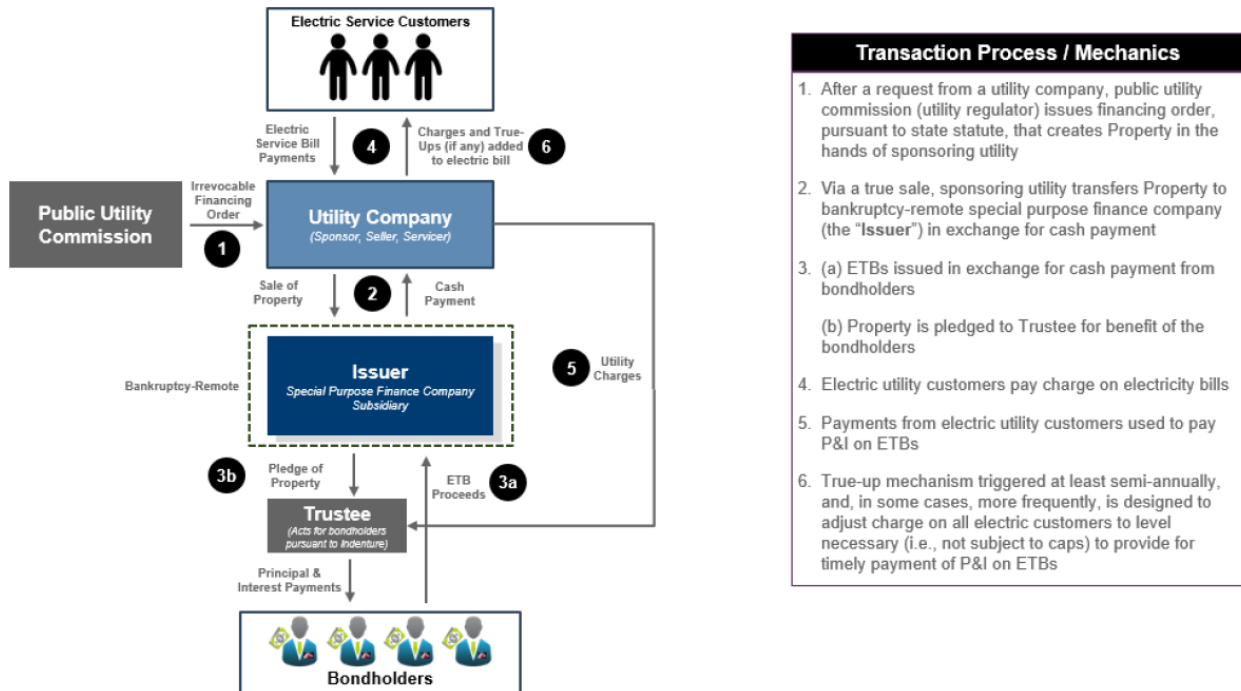 Electric Service Customers
Electric
Service Bill
Payments
4
Charges and True-
Ups (if any) added
to electric bill
6
Public Utility
Commission
Irrevocable
Financing
Order
1
Utility Company
(Sponsor, Seller, Servicer)
Sale of
Property
2
Cash
Payment
Bankruptcy-Remote
Issuer
Special Purpose Finance Company
Subsidiary
5
Utility
Charges
3b
Pledge of
Property
ETB
Proceeds
3a
Trustee
(Acts for bondholders
pursuant to Indenture)
Principal &
Interest Payments
Bondholders
Transaction Process / Mechanics
1. After a request from a utility company, public utility
commission (utility regulator) issues financing order,
pursuant to state statute, that creates Property in the
hands of sponsoring utility
2. Via a true sale, sponsoring utility transfers Property to
bankruptcy-remote special purpose finance company
(the “Issuer”) in exchange for cash payment
3. (a) ETBs issued in exchange for cash payment from
bondholders
(b) Property is pledged to Trustee for benefit of the
bondholders
4. Electric utility customers pay charge on electricity bills
5. Payments from electric utility customers used to pay
P&I on ETBs
6. True-up mechanism triggered at least semi-annually,
and, in some cases, more frequently, is designed to
adjust charge on all electric customers to level
necessary (i.e., not subject to caps) to provide for
timely payment of P&I on ETBs